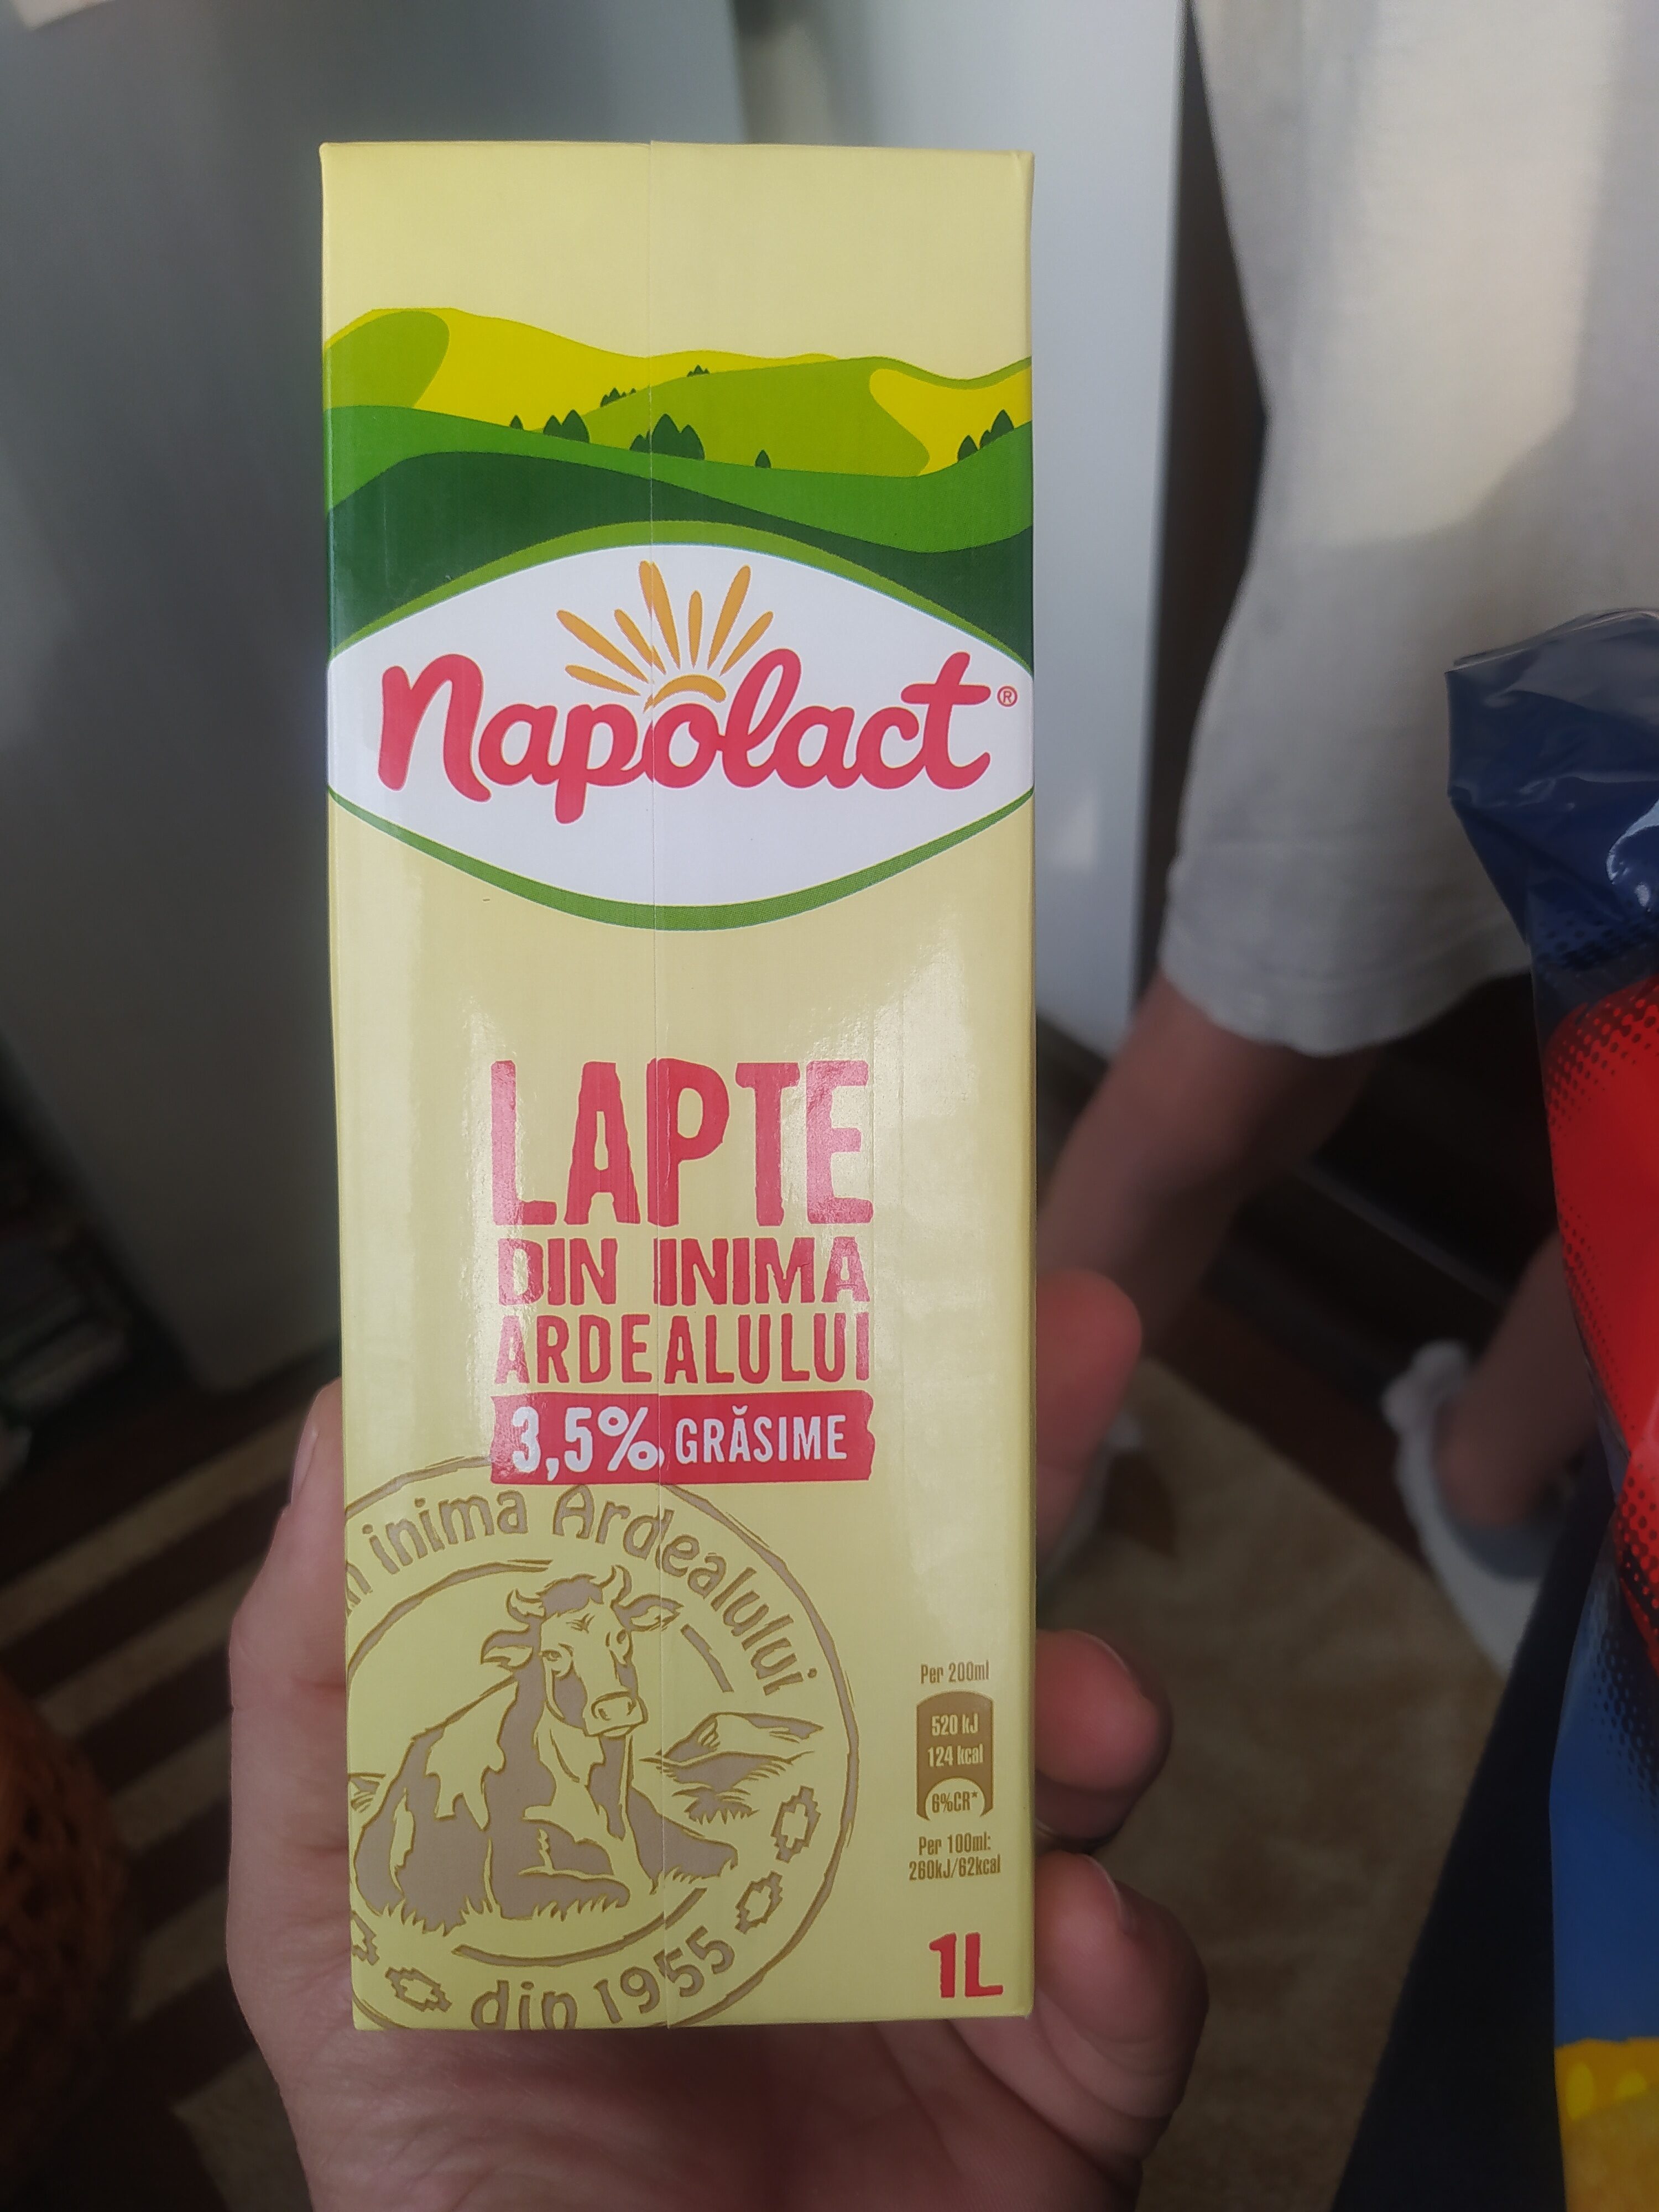 Napolact®
LAPTE
DIN INIMA
ARDEALULUI
3,5% GRĂSIME
inima Ardealului
din 1955
Per 200ml
520 kJ
124 kcal
6%CR*
Per 100ml:
260kJ/62kcal
1L